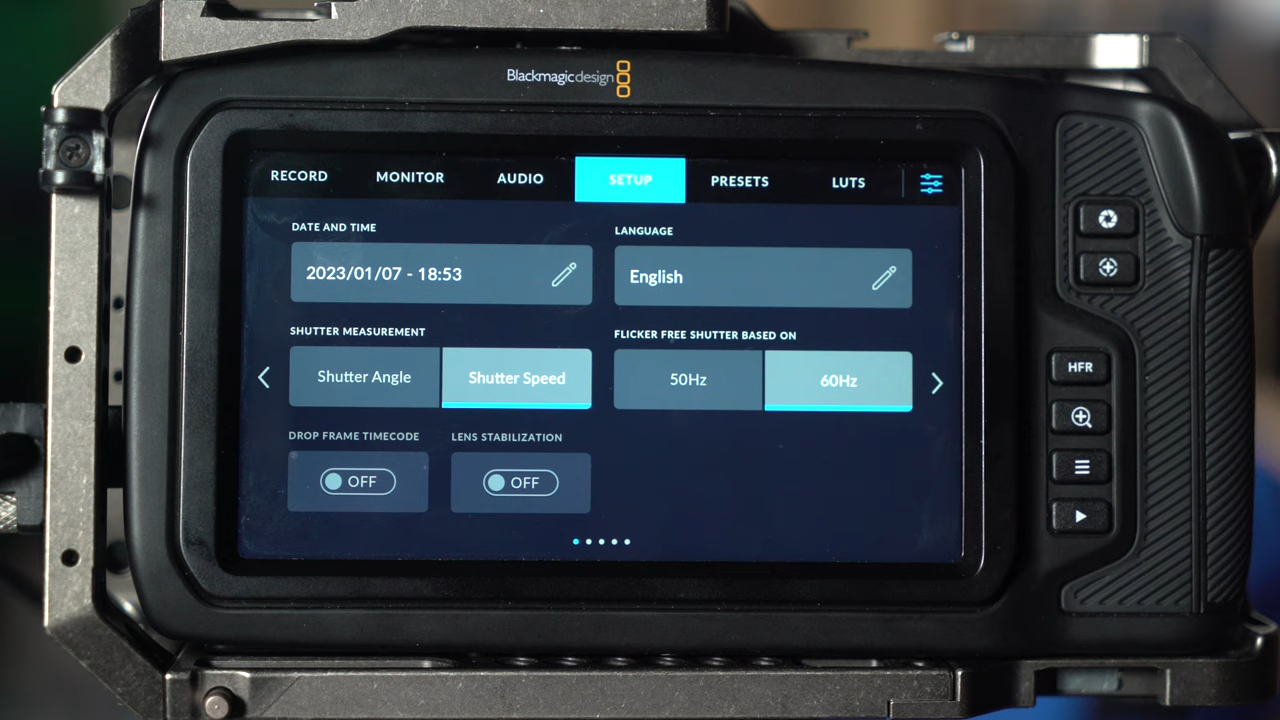 Blackmagicdesign
RECORD MONITOR AUDIO SETUP PRESETS LUTS
DATE AND TIME
2023/01/07 - 18:53
LANGUAGE
English
SHUTTER MEASUREMENT
Shutter Angle Shutter Speed
FLICKER FREE SHUTTER BASED ON
50Hz 60Hz
DROP FRAME TIMECODE
OFF
LENS STABILIZATION
OFF
HFR